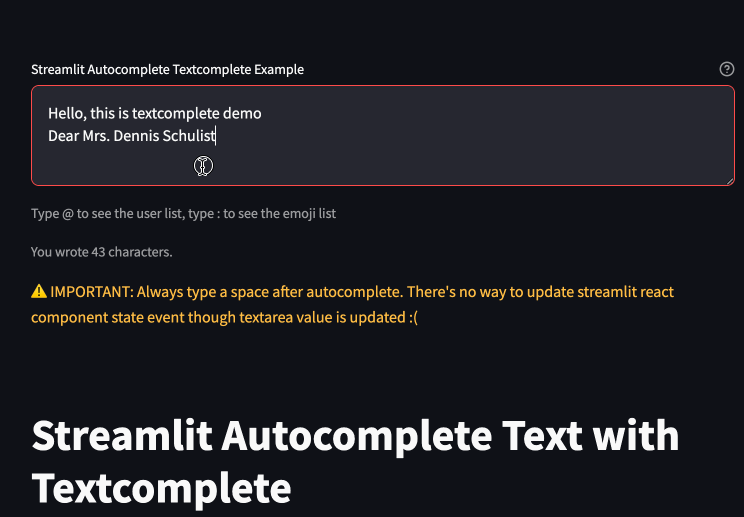 Streamlit Autocomplete Textcomplete Example
Hello, this is textcomplete demo
Dear Mrs. Dennis Schulist
Type @ to see the user list, type : to see the emoji list
You wrote 43 characters.
⚠ IMPORTANT: Always type a space after autocomplete. There's no way to update streamlit react
component state event though textarea value is updated :(
Streamlit Autocomplete Text with
Textcomplete